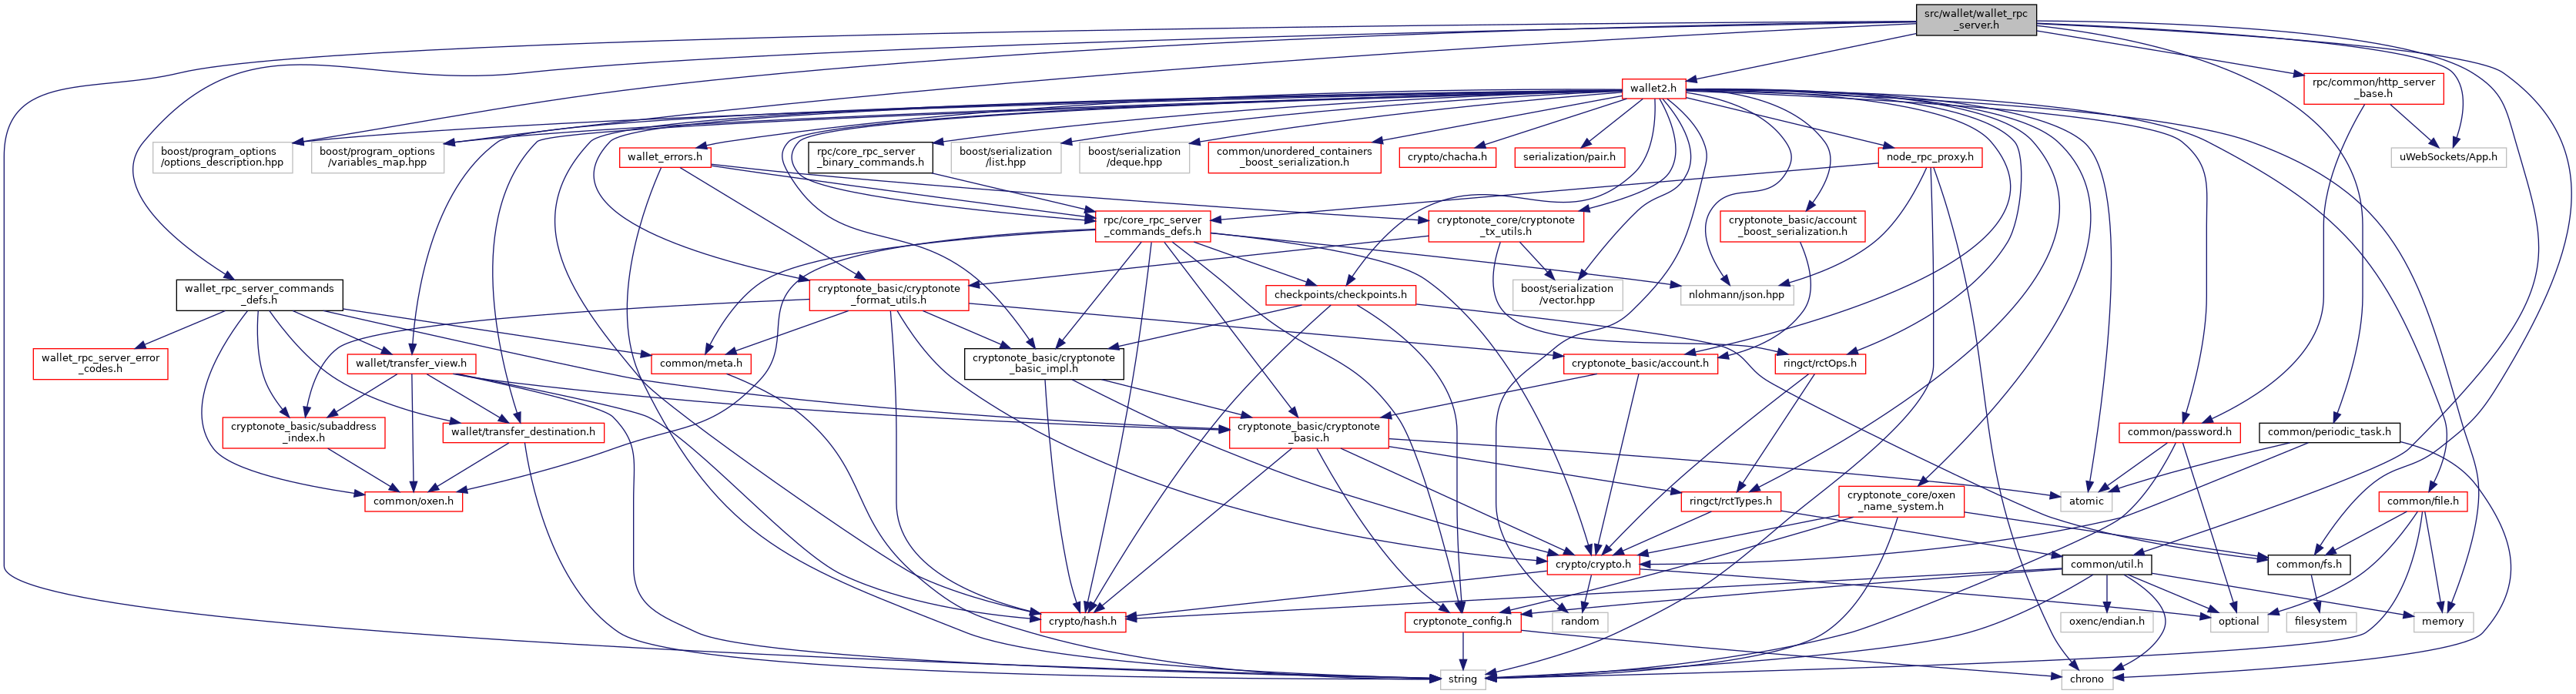 src/wallet/wallet_rpc
_server.h
wallet2.h
rpc/common/http_server
_base.h
boost/program_options
/options_description.hpp
boost/program_options
/variables_map.hpp
wallet_errors.h
rpc/core_rpc_server
_binary_commands.h
boost/serialization
/list.hpp
boost/serialization
/deque.hpp
common/unordered_containers
_boost_serialization.h
crypto/chacha.h
serialization/pair.h
node_rpc_proxy.h
uWebSockets/App.h
rpc/core_rpc_server
_commands_defs.h
cryptonote_core/cryptonote
_tx_utils.h
cryptonote_basic/account
_boost_serialization.h
wallet_rpc_server_commands
_defs.h
cryptonote_basic/cryptonote
_format_utils.h
checkpoints/checkpoints.h
boost/serialization
/vector.hpp
nlohmann/json.hpp
wallet_rpc_server_error
_codes.h
wallet/transfer_view.h
common/meta.h
cryptonote_basic/cryptonote
_basic_impl.h
cryptonote_basic/account.h
ringct/rctOps.h
cryptonote_basic/subaddress
_index.h
wallet/transfer_destination.h
cryptonote_basic/cryptonote
_basic.h
common/password.h
common/periodic_task.h
common/oxen.h
ringct/rctTypes.h
cryptonote_core/oxen
_name_system.h
atomic
common/file.h
crypto/crypto.h
common/util.h
common/fs.h
crypto/hash.h
cryptonote_config.h
random
oxenc/endian.h
optional
filesystem
memory
string
chrono